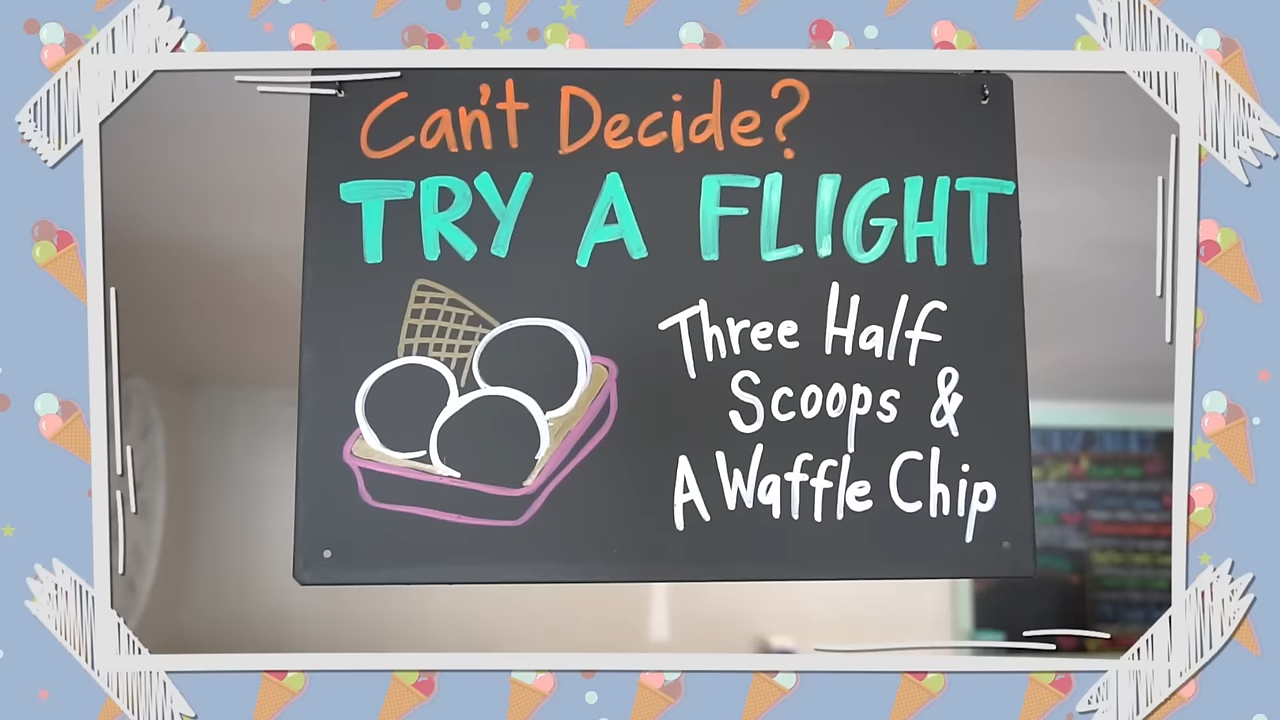 Can't Decide?
TRY A FLIGHT
Three Half
Scoops &
A Waffle Chip